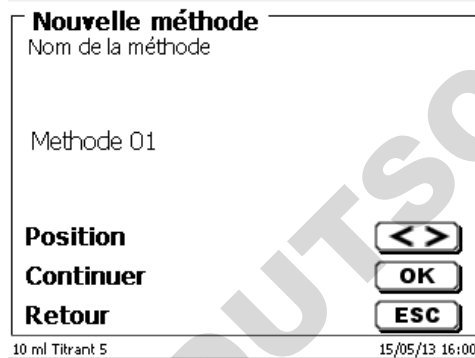 Nouvelle méthode
Nom de la méthode
Methode 01
Position < >
Continuer OK
Retour ESC
10 ml Titrant 5 15/05/13 16:00